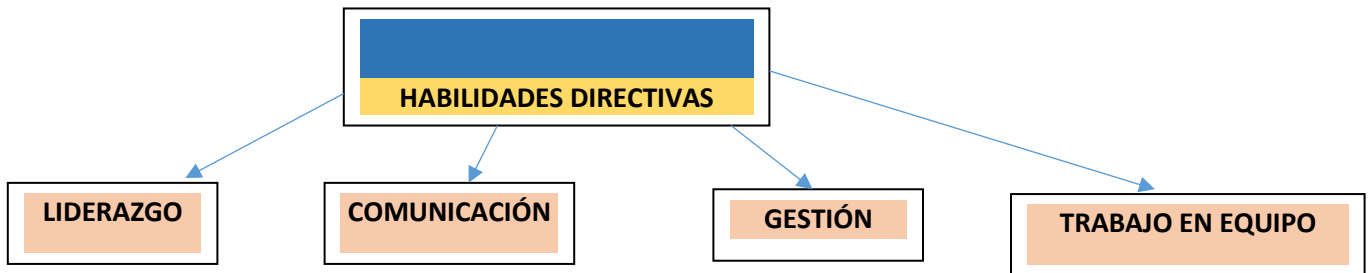 HABILIDADES DIRECTIVAS
LIDERAZGO
COMUNICACIÓN
GESTIÓN
TRABAJO EN EQUIPO